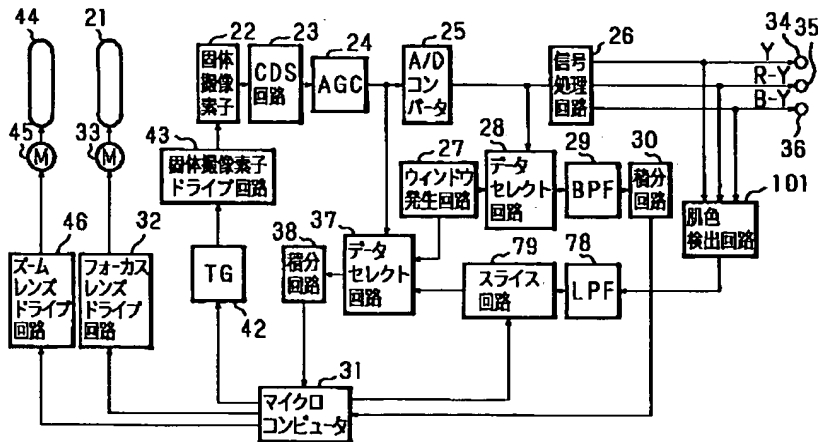 44
21
22
23
24
25
26
34
35
36
固体
撮像
素子
CDS
回路
AGC
A/D
コン
バータ
信号
処理
回路
Y
R-Y
B-Y
45
M
33
M
43
固体撮像素子
ドライブ回路
27
ウィンドウ
発生回路
28
データ
セレクト
回路
29
BPF
30
積分
回路
101
肌色
検出回路
46
ズーム
レンズ
ドライブ
回路
32
フォーカス
レンズ
ドライブ
回路
TG
42
38
積分
回路
37
データ
セレクト
回路
79
スライス
回路
78
LPF
31
マイクロ
コンピュータ